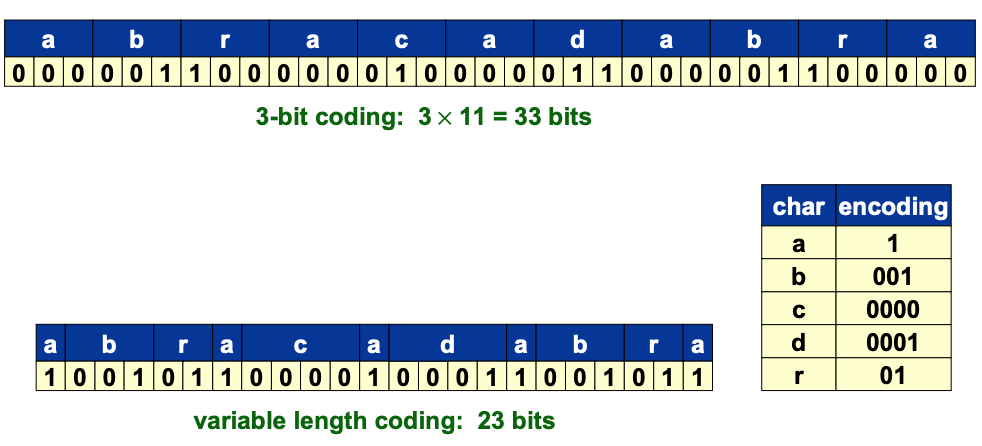 a b r a c a d a b r a
0 0 0 0 0 1 1 0 0 0 0 0 0 1 0 0 0 0 0 1 1 0 0 0 0 0 1 1 0 0 0 0 0
3-bit coding: 3 × 11 = 33 bits
char encoding
a 1
b 001
c 0000
d 0001
r 01
a b r a c a d a b r a
1 0 0 1 0 1 1 0 0 0 0 1 0 0 0 1 1 0 0 1 0 1 1
variable length coding: 23 bits